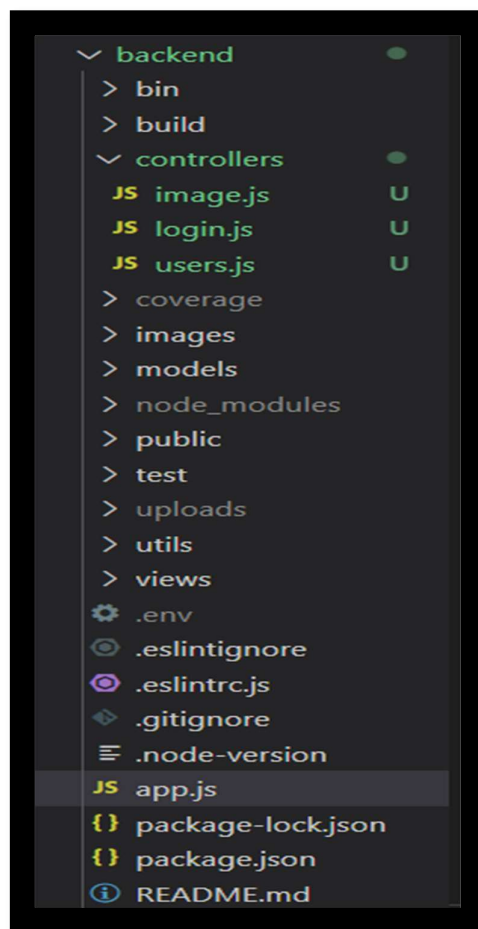 backend
bin
build
controllers
JS image.js U
JS login.js U
JS users.js U
coverage
images
models
node_modules
public
test
uploads
utils
views
.env
.eslintignore
.eslintrc.js
.gitignore
.node-version
JS app.js
{} package-lock.json
{} package.json
README.md